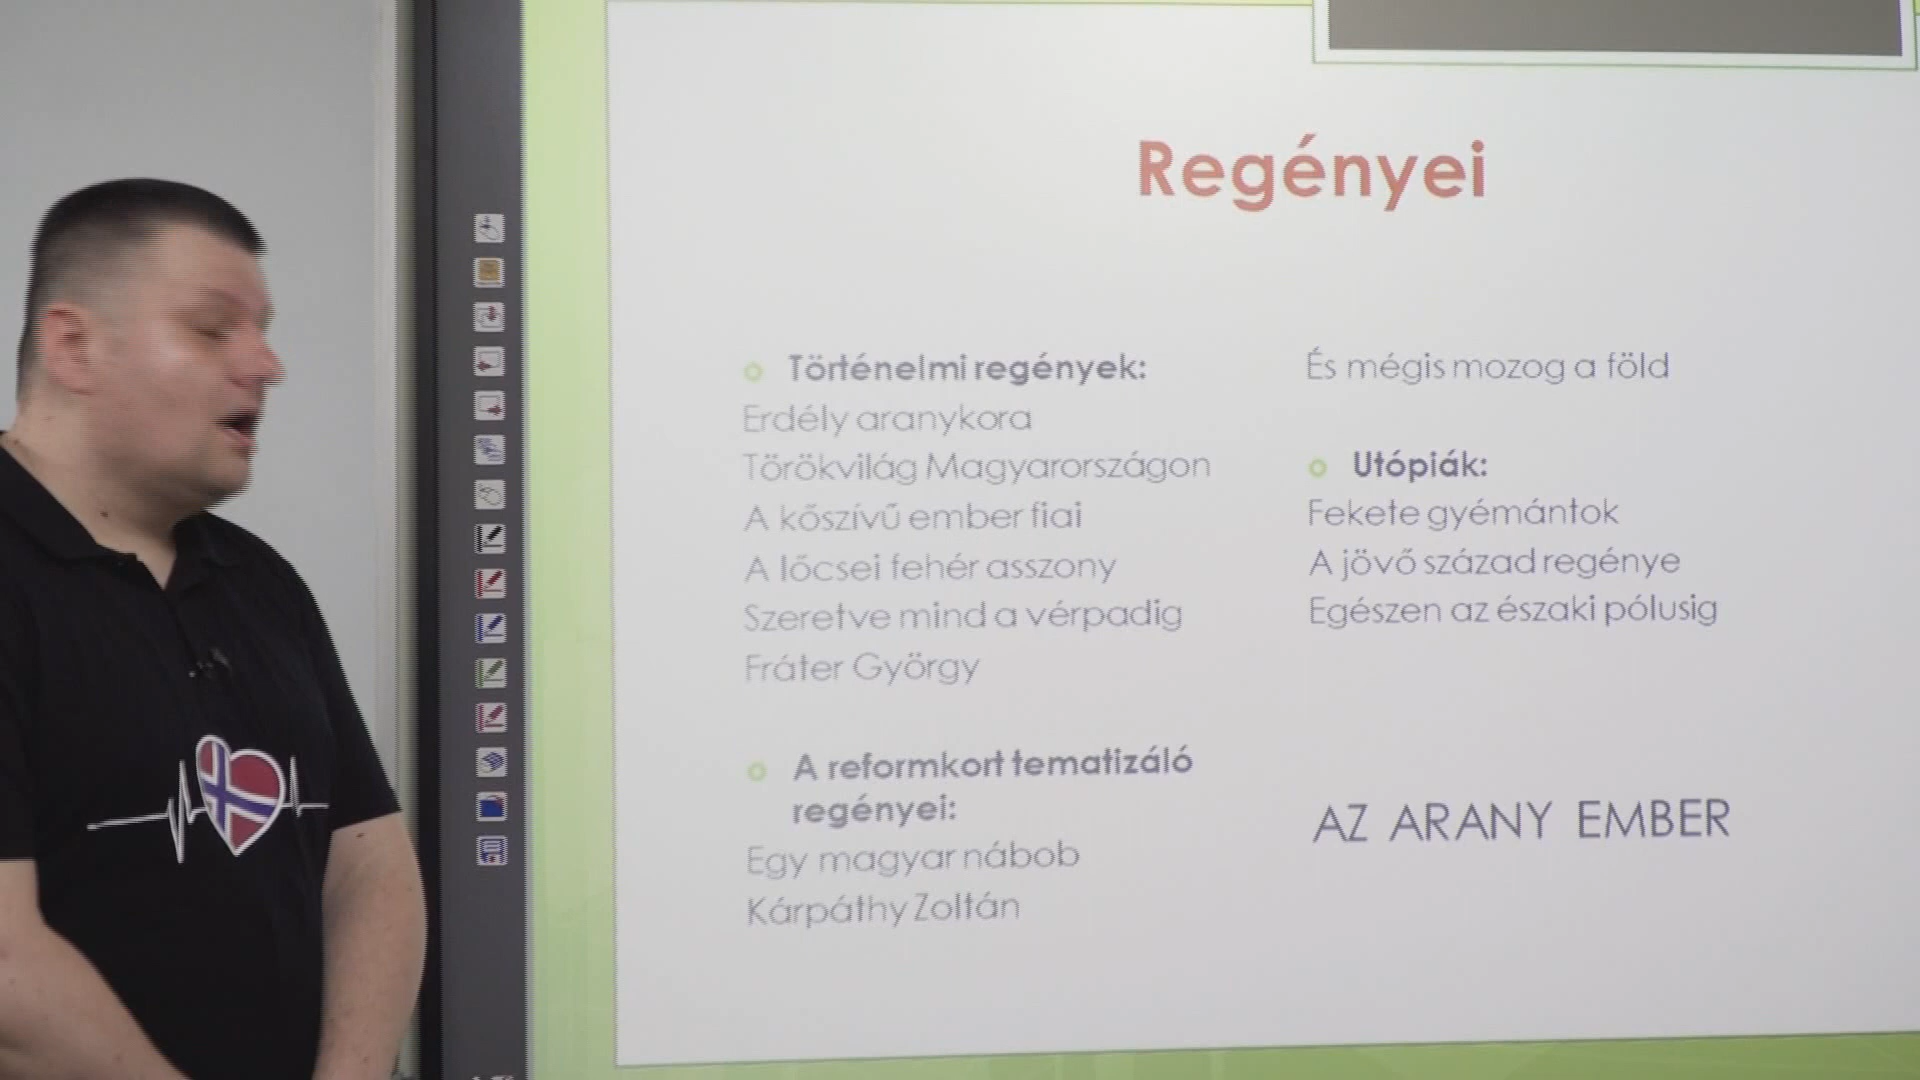 Regényei
Történelmi regények:
Erdély aranykora
Törökvilág Magyarországon
A kőszívű ember fiai
A lőcsei fehér asszony
Szeretve mind a vérpadig
Fráter György
A reformkort tematizáló
regényei:
Egy magyar nábob
Kárpáthy Zoltán
És mégis mozog a föld
Utópiák:
Fekete gyémántok
A jövő század regénye
Egészen az északi pólusig
AZ ARANY EMBER